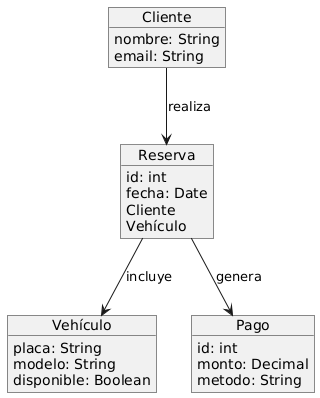 Cliente
nombre: String
email: String
realiza
Reserva
id: int
fecha: Date
Cliente
Vehículo
incluye
genera
Vehículo
placa: String
modelo: String
disponible: Boolean
Pago
id: int
monto: Decimal
metodo: String